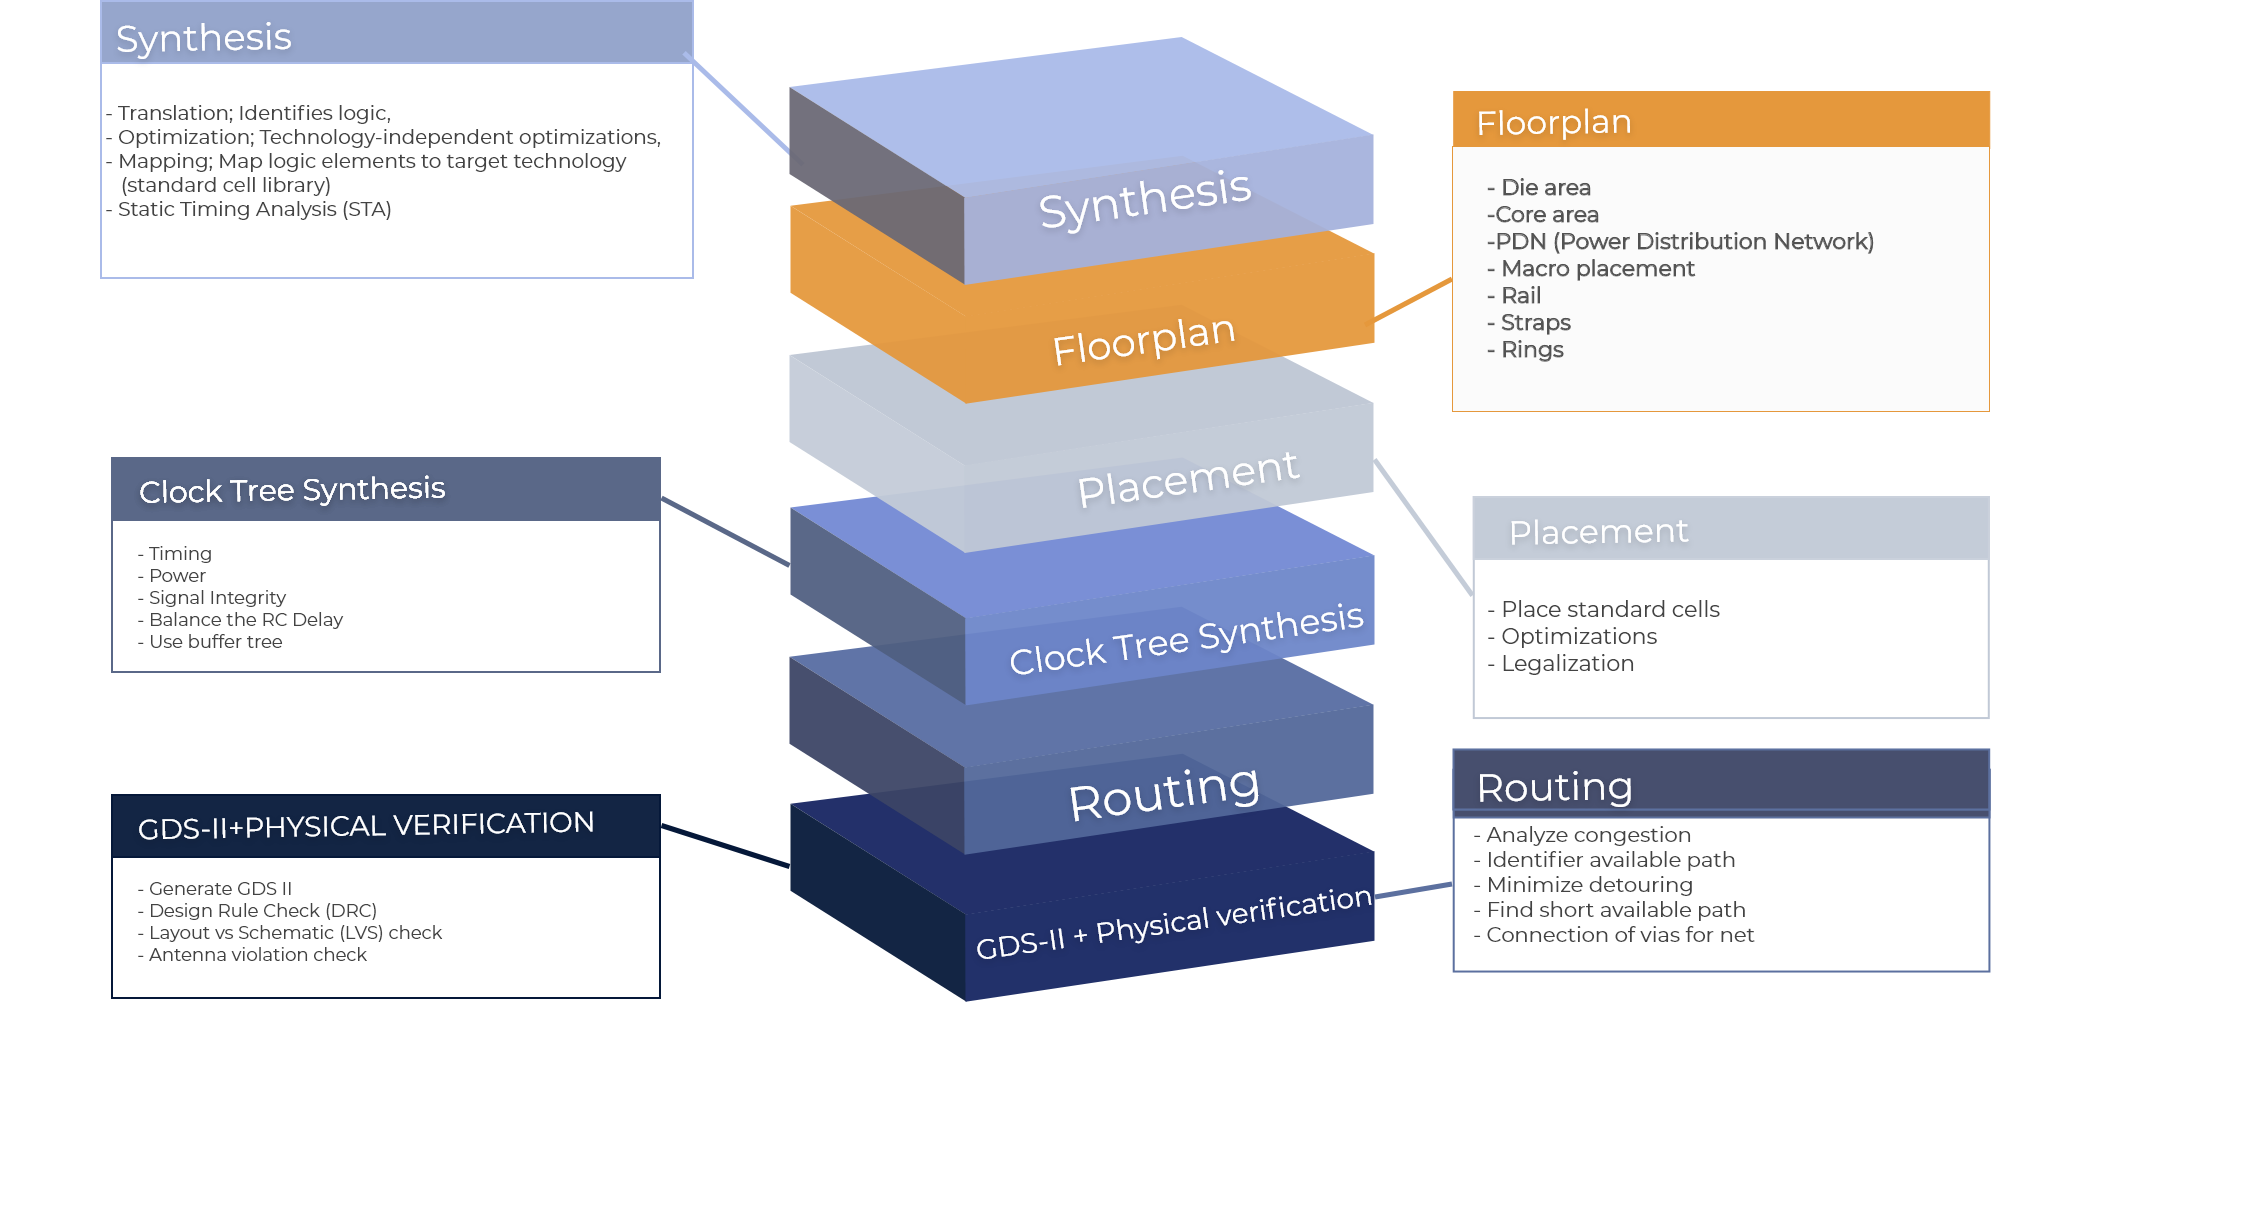 Synthesis
- Translation; Identifies logic,
- Optimization; Technology-independent optimizations,
- Mapping; Map logic elements to target technology
(standard cell library)
- Static Timing Analysis (STA)
Clock Tree Synthesis
- Timing
- Power
- Signal Integrity
- Balance the RC Delay
- Use buffer tree
GDS-II+PHYSICAL VERIFICATION
- Generate GDS II
- Design Rule Check (DRC)
- Layout vs Schematic (LVS) check
- Antenna violation check
Synthesis
Floorplan
Placement
Clock Tree Synthesis
Routing
GDS-II + Physical verification
Floorplan
- Die area
-Core area
-PDN (Power Distribution Network)
- Macro placement
- Rail
- Straps
- Rings
Placement
- Place standard cells
- Optimizations
- Legalization
Routing
- Analyze congestion
- Identifier available path
- Minimize detouring
- Find short available path
- Connection of vias for net